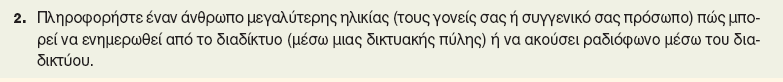 2. Πληροφορήστε έναν άνθρωπο μεγαλύτερης ηλικίας (τους γονείς σας ή συγγενικό σας πρόσωπο) πώς μπο-
ρεί να ενημερωθεί από το διαδίκτυο (μέσω μιας δικτυακής πύλης) ή να ακούσει ραδιόφωνο μέσω του δια-
δικτύου.